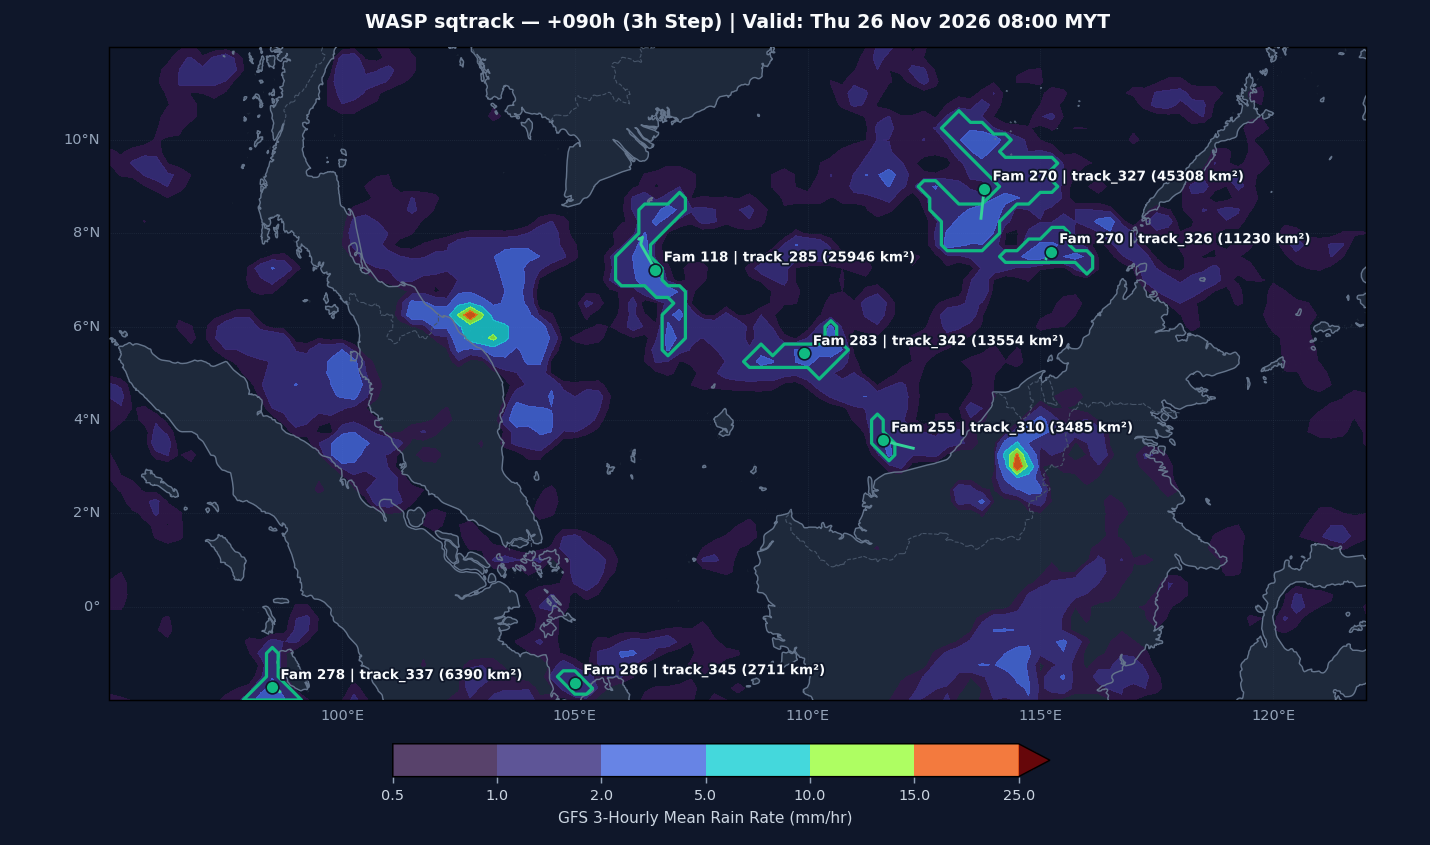 WASP sqtrack — +090h (3h Step) | Valid: Thu 26 Nov 2026 08:00 MYT
10°N
8°N
6°N
4°N
2°N
0°
Fam 270 | track_327 (45308 km²)
Fam 270 | track_326 (11230 km²)
Fam 118 | track_285 (25946 km²)
Fam 283 | track_342 (13554 km²)
Fam 255 | track_310 (3485 km²)
Fam 278 | track_337 (6390 km²)
Fam 286 | track_345 (2711 km²)
100°E 105°E 110°E 115°E 120°E
0.5 1.0 2.0 5.0 10.0 15.0 25.0
GFS 3-Hourly Mean Rain Rate (mm/hr)